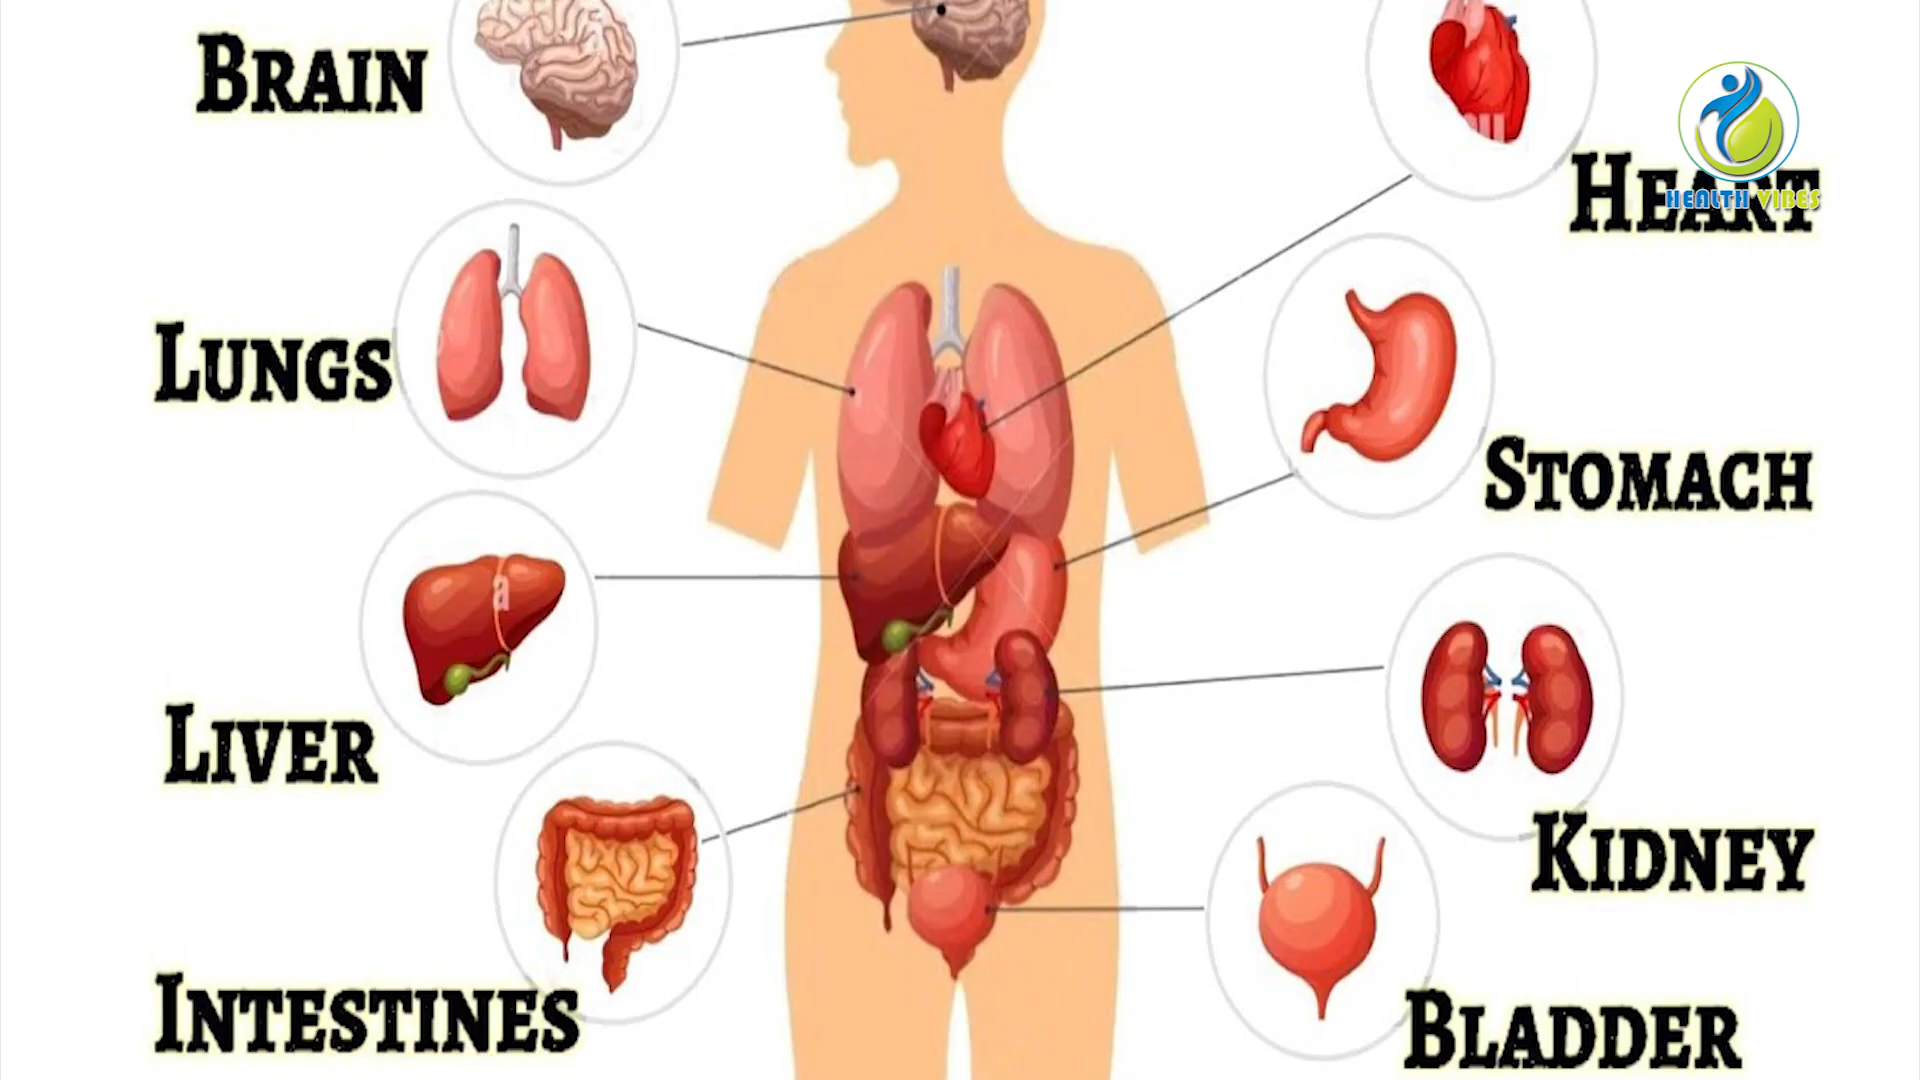 BRAIN
HEART
HEALTH VIBES
LUNGS
STOMACH
LIVER
KIDNEY
INTESTINES
BLADDER
a